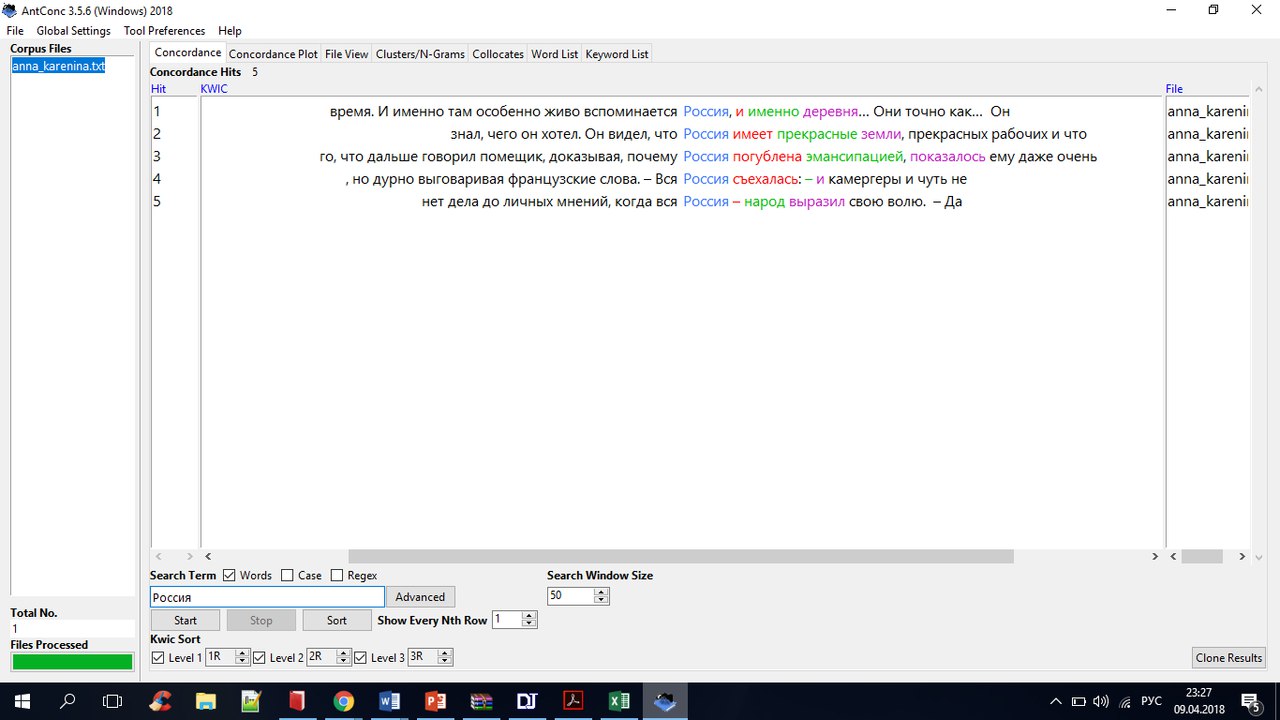 AntConc 3.5.6 (Windows) 2018
File Global Settings Tool Preferences Help
Corpus Files
anna_karenina.txt
Concordance Concordance Plot File View Clusters/N-Grams Collocates Word List Keyword List
Concordance Hits 5
Hit KWIC File
1 время. И именно там особенно живо вспоминается Россия, и именно деревня... Они точно как... Он anna_kareni
2 знал, чего он хотел. Он видел, что Россия имеет прекрасные земли, прекрасных рабочих и что anna_kareni
3 го, что дальше говорил помещик, доказывая, почему Россия погублена эмансипацией, показалось ему даже очень anna_kareni
4 , но дурно выговаривая французские слова. – Вся Россия съехалась: – и камергеры и чуть не anna_kareni
5 нет дела до личных мнений, когда вся Россия – народ выразил свою волю. – Да anna_kareni
Search Term Words Case Regex Search Window Size
Россия Advanced 50
Start Stop Sort Show Every Nth Row 1
Kwic Sort
Level 1 1R Level 2 2R Level 3 3R Clone Results
Total No.
1
Files Processed
РУС 23:27
09.04.2018 5